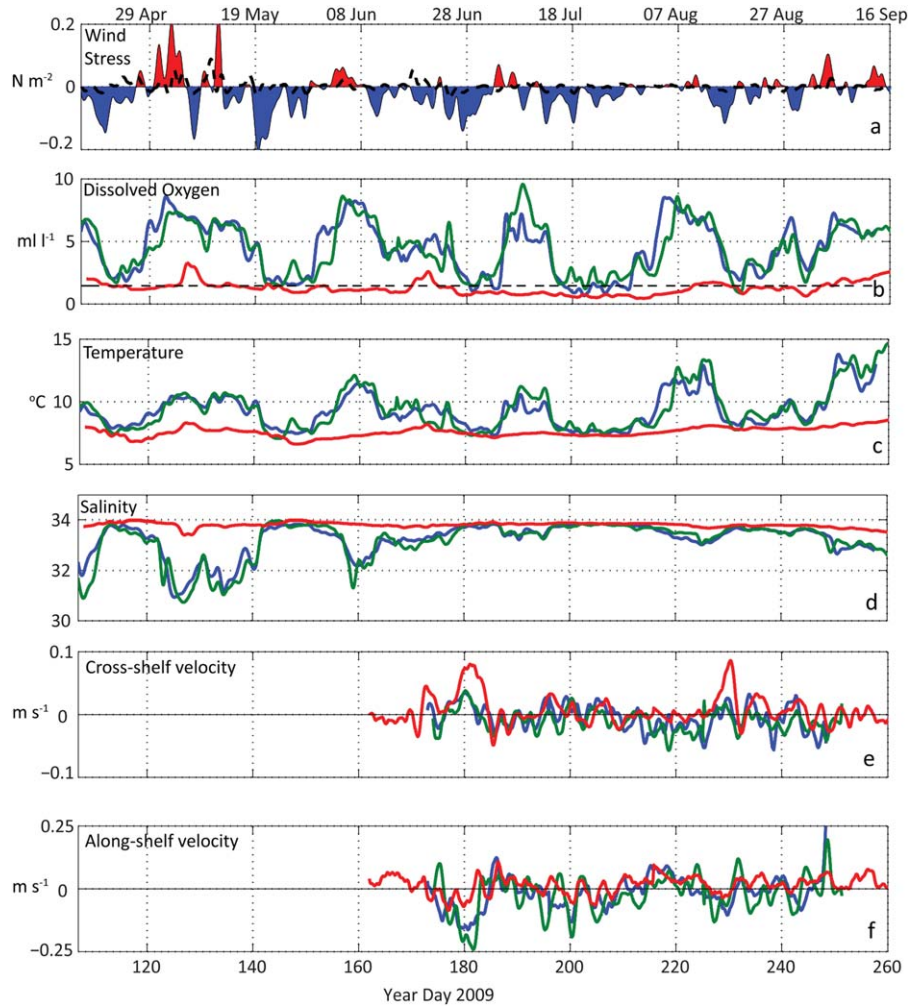 29 Apr 19 May 08 Jun 28 Jun 18 Jul 07 Aug 27 Aug 16 Sep
0.2
Wind
Stress
N m-2
0
−0.2
a
10
Dissolved Oxygen
ml l-1
5
0
b
15
Temperature
oC
10
5
c
34
Salinity
32
30
d
0.1
Cross-shelf velocity
m s-1
0
−0.1
e
0.25
Along-shelf velocity
m s-1
0
−0.25
f
120 140 160 180 200 220 240 260
Year Day 2009